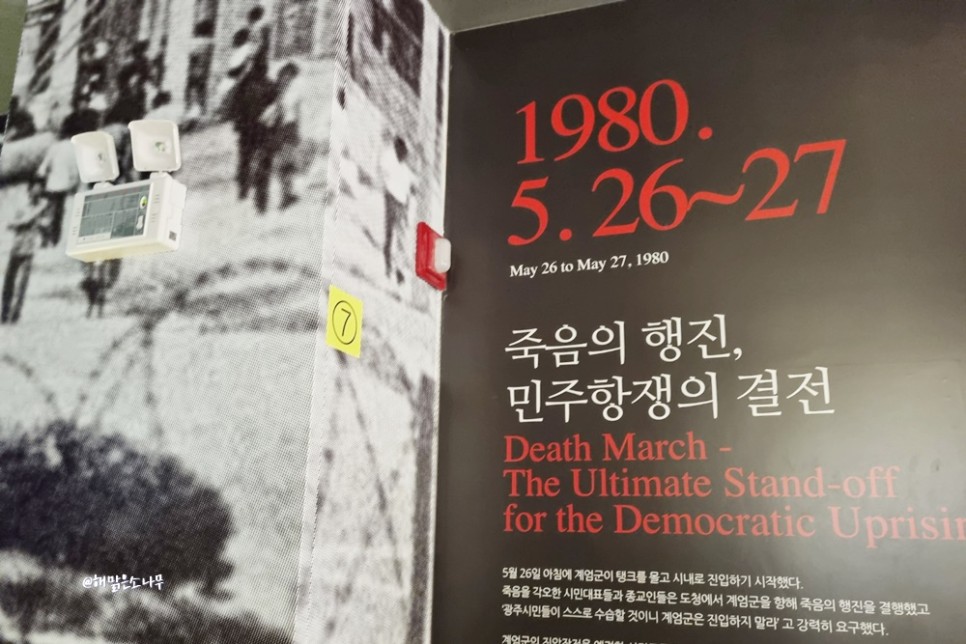 1980.
5. 26~27
May 26 to May 27, 1980
⑦
죽음의 행진,
민주항쟁의 결전
Death March -
The Ultimate Stand-off
for the Democratic Uprisin
5월 26일 아침에 계엄군이 탱크를 몰고 시내로 진입하기 시작했다.
죽음을 각오한 시민대표들과 종교인들은 도청에서 계엄군을 향해 죽음의 행진을 결행했고
'광주시민들이 스스로 수습할 것이니 계엄군은 진입하지 말라' 고 강력히 요구했다.
@해맑은소나무